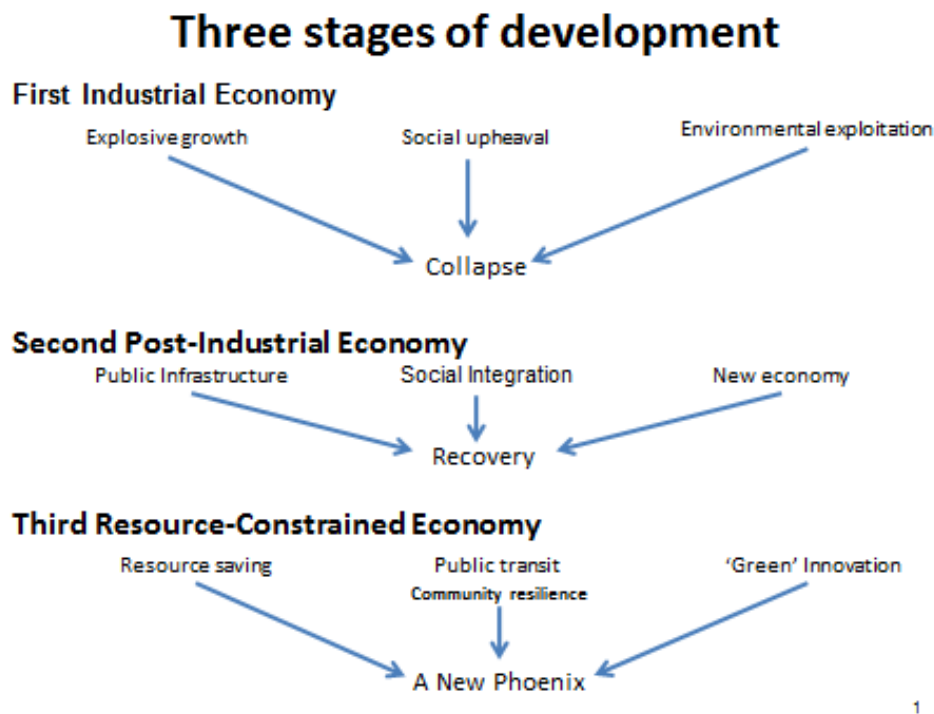 Three stages of development
First Industrial Economy
Explosive growth
Social upheaval
Environmental exploitation
Collapse
Second Post-Industrial Economy
Public Infrastructure
Social Integration
New economy
Recovery
Third Resource-Constrained Economy
Resource saving
Public transit
'Green' Innovation
Community resilience
A New Phoenix
1